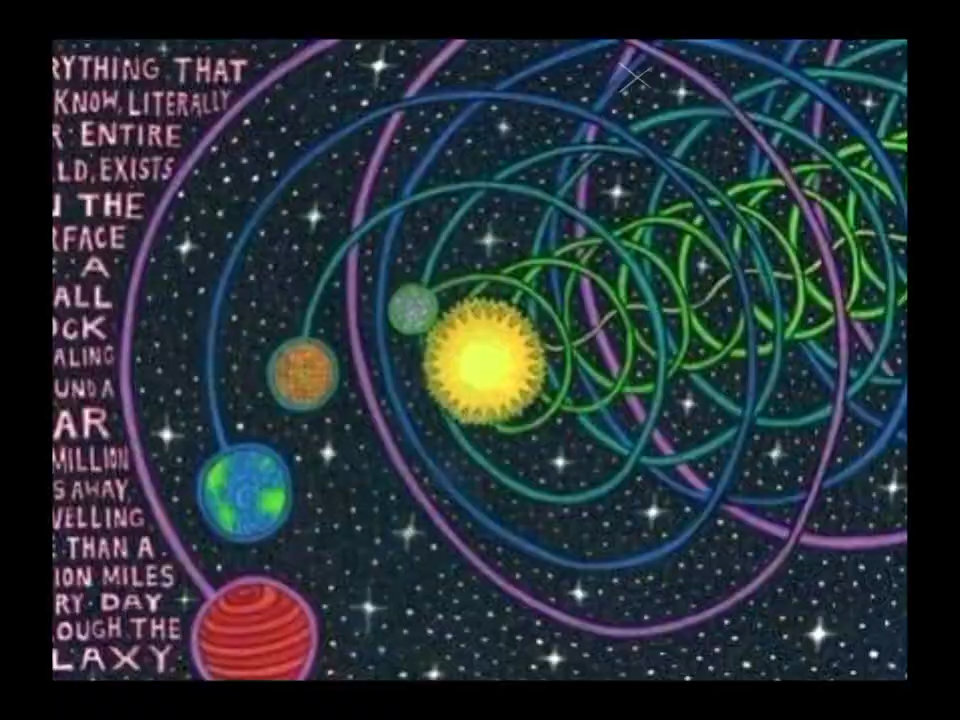 RYTHING THAT
KNOW, LITERALLY
R ENTIRE
LD, EXISTS
N THE
RFACE
A
ALL
OCK
ALING
UND A
AR
MILLION
S AWAY,
VELLING
E THAN A
ION MILES
RY DAY
OUGH THE
LAXY